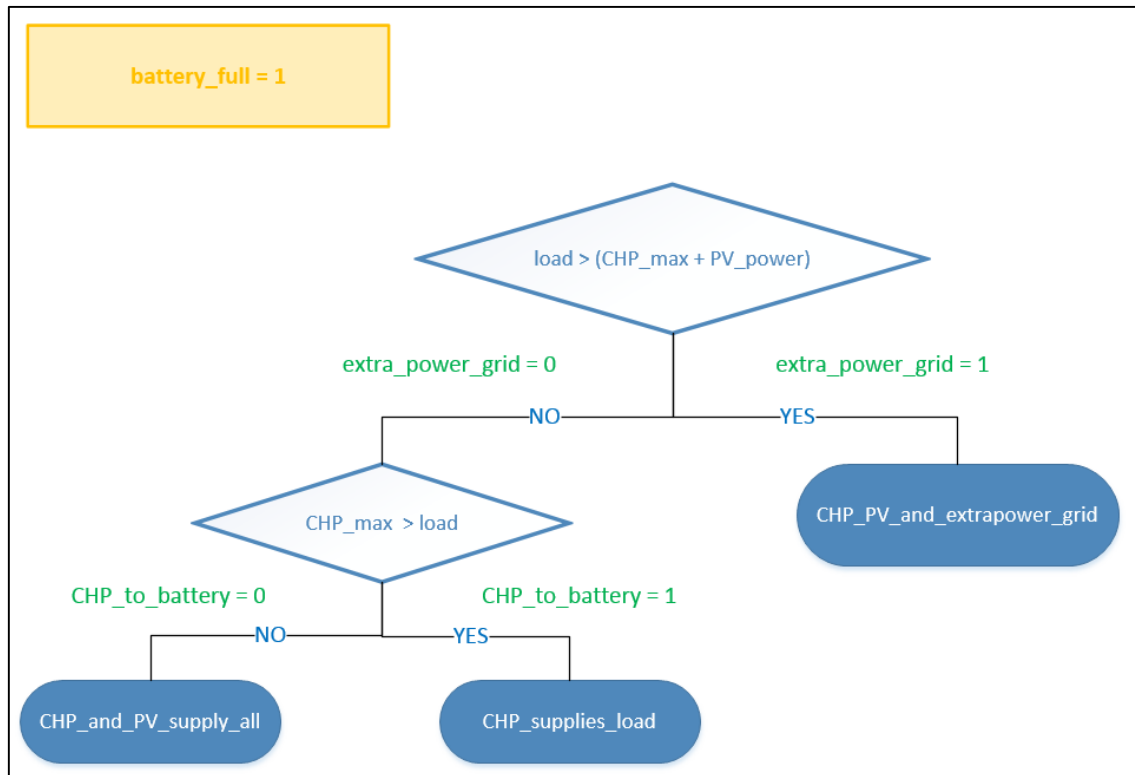 battery_full = 1
load > (CHP_max + PV_power)
extra_power_grid = 0
extra_power_grid = 1
NO
YES
CHP_max  > load
CHP_PV_and_extrapower_grid
CHP_to_battery = 0
CHP_to_battery = 1
NO
YES
CHP_and_PV_supply_all
CHP_supplies_load